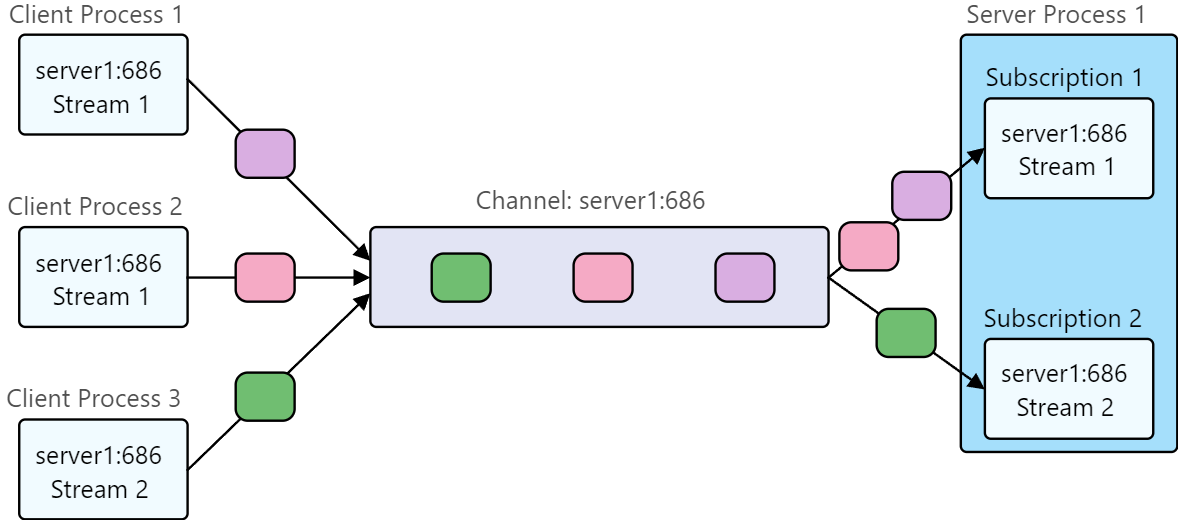 Client Process 1
server1:686
Stream 1
Client Process 2
server1:686
Stream 1
Client Process 3
server1:686
Stream 2
Channel: server1:686
Server Process 1
Subscription 1
server1:686
Stream 1
Subscription 2
server1:686
Stream 2